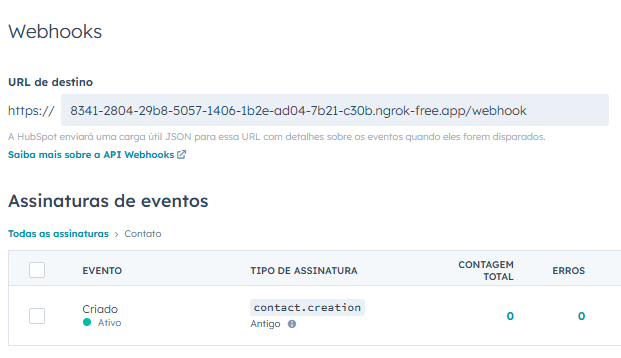 Webhooks
URL de destino
https:// 8341-2804-29b8-5057-1406-1b2e-ad04-7b21-c30b.ngrok-free.app/webhook
A HubSpot enviará uma carga útil JSON para essa URL com detalhes sobre os eventos quando eles forem disparados.
Saiba mais sobre a API Webhooks
Assinaturas de eventos
Todas as assinaturas > Contato
EVENTO TIPO DE ASSINATURA CONTAGEM TOTAL ERROS
Criado contact.creation 0 0
Ativo Antigo